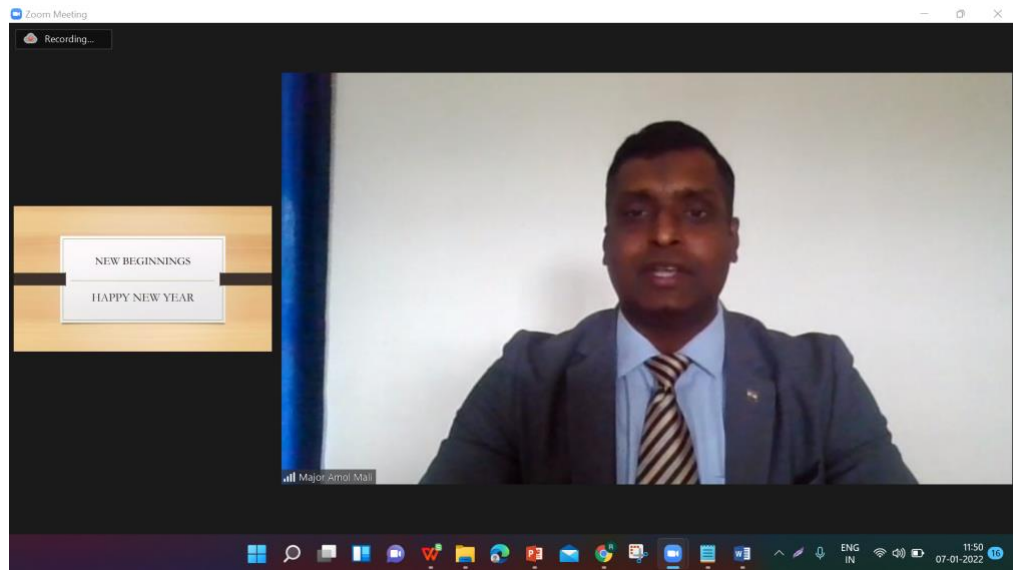 Zoom Meeting
Recording...
NEW BEGINNINGS
HAPPY NEW YEAR
Major Amol Mali
ENG
IN
11:50
07-01-2022
16